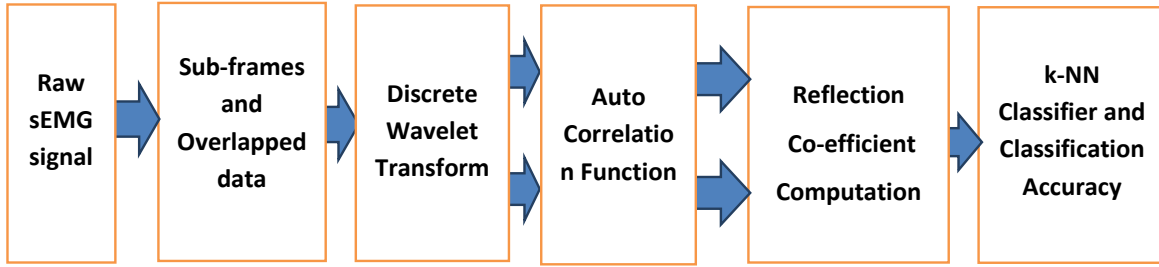 Raw
sEMG
signal
Sub-frames
and
Overlapped
data
Discrete
Wavelet
Transform
Auto
Correlatio
n Function
Reflection
Co-efficient
Computation
k-NN
Classifier and
Classification
Accuracy